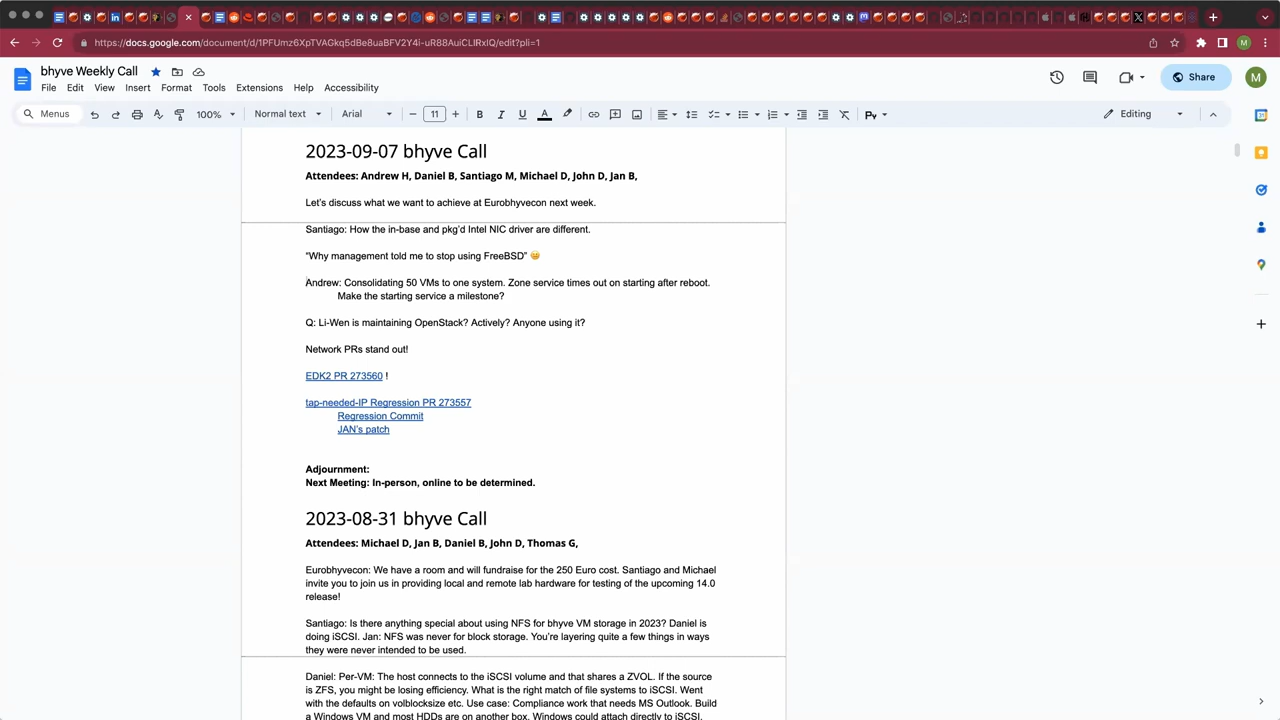 https://docs.google.com/document/d/1PFUmz6XpTVAGkq5dBe8uaBFV2Y4i-uR88AuiCLIRxIQ/edit?pli=1
M
bhyve Weekly Call
File Edit View Insert Format Tools Extensions Help Accessibility
Share
M
Menus 100% Normal text Arial 11 B I U A Editing
2023-09-07 bhyve Call
Attendees: Andrew H, Daniel B, Santiago M, Michael D, John D, Jan B,
Let's discuss what we want to achieve at Eurobhyvecon next week.
Santiago: How the in-base and pkg'd Intel NIC driver are different.
“Why management told me to stop using FreeBSD” 🙂
Andrew: Consolidating 50 VMs to one system. Zone service times out on starting after reboot.
Make the starting service a milestone?
Q: Li-Wen is maintaining OpenStack? Actively? Anyone using it?
Network PRs stand out!
EDK2 PR 273560 !
tap-needed-IP Regression PR 273557
Regression Commit
JAN's patch
Adjournment:
Next Meeting: In-person, online to be determined.
2023-08-31 bhyve Call
Attendees: Michael D, Jan B, Daniel B, John D, Thomas G,
Eurobhyvecon: We have a room and will fundraise for the 250 Euro cost. Santiago and Michael
invite you to join us in providing local and remote lab hardware for testing of the upcoming 14.0
release!
Santiago: Is there anything special about using NFS for bhyve VM storage in 2023? Daniel is
doing iSCSI. Jan: NFS was never for block storage. You're layering quite a few things in ways
they were never intended to be used.
Daniel: Per-VM: The host connects to the iSCSI volume and that shares a ZVOL. If the source
is ZFS, you might be losing efficiency. What is the right match of file systems to iSCSI. Went
with the defaults on volblocksize etc. Use case: Compliance work that needs MS Outlook. Build
a Windows VM and most HDDs are on another box. Windows could attach directly to iSCSI.